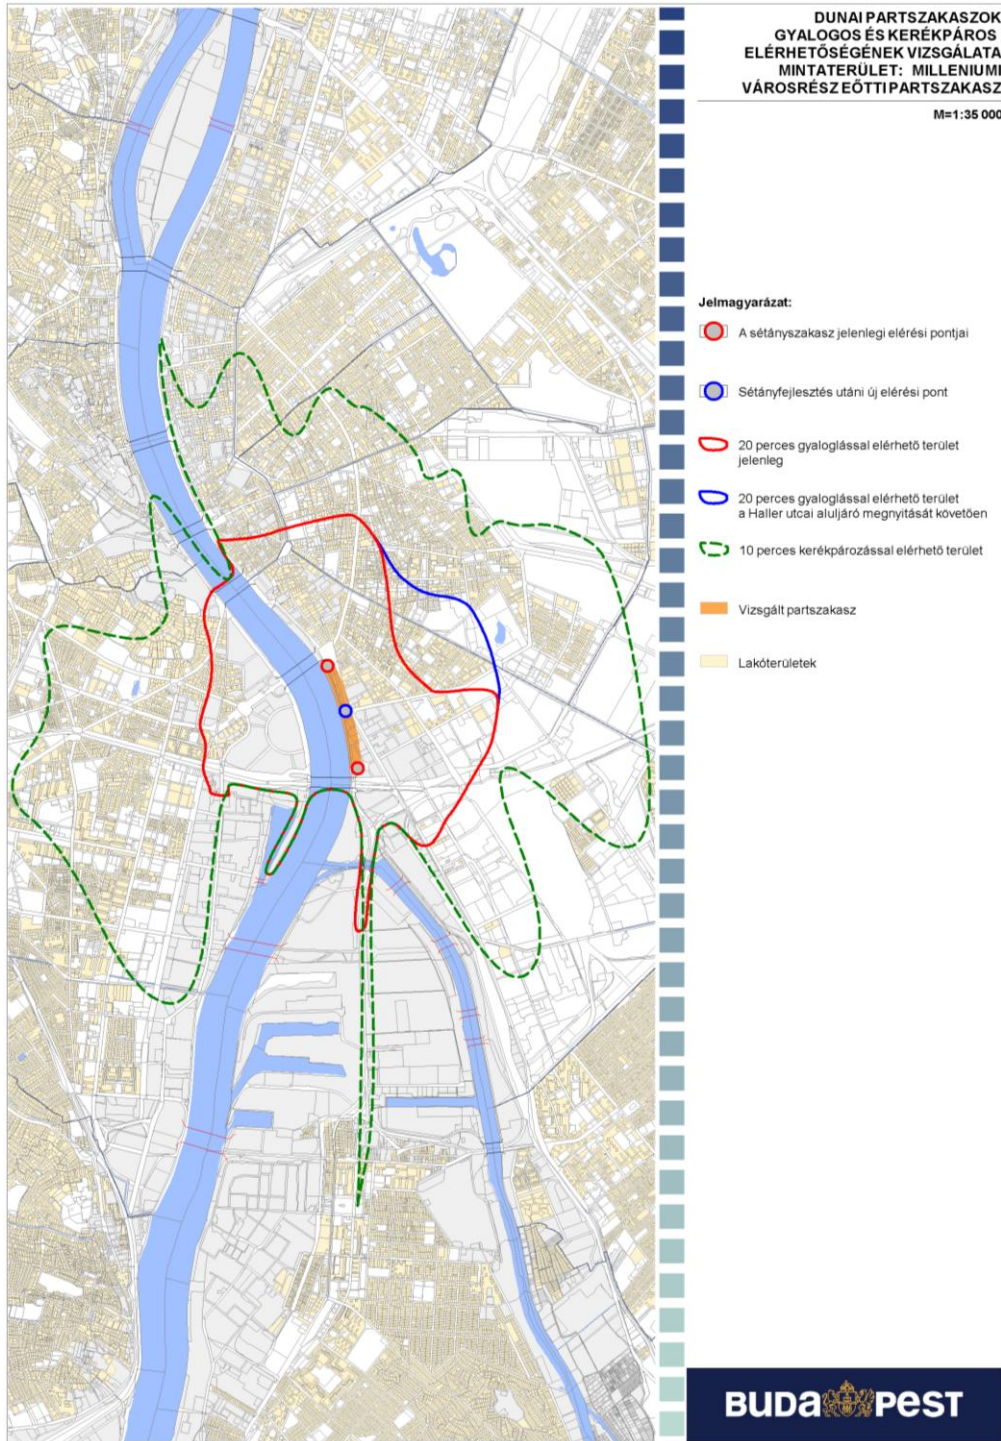 DUNAI PARTSZAKASZOK
GYALOGOS ÉS KERÉKPÁROS
ELÉRHETŐSÉGÉNEK VIZSGÁLATA
MINTATERÜLET: MILLENIUMI
VÁROSRÉSZ EŐTTI PARTSZAKASZ
M=1:35 000
Jelmagyarázat:
A sétányszakasz jelenlegi elérési pontjai
Sétányfejlesztés utáni új elérési pont
20 perces gyaloglással elérhető terület
jelenleg
20 perces gyaloglással elérhető terület
a Haller utcai aluljáró megnyitását követően
10 perces kerékpározással elérhető terület
Vizsgált partszakasz
Lakóterületek
BUDAPEST